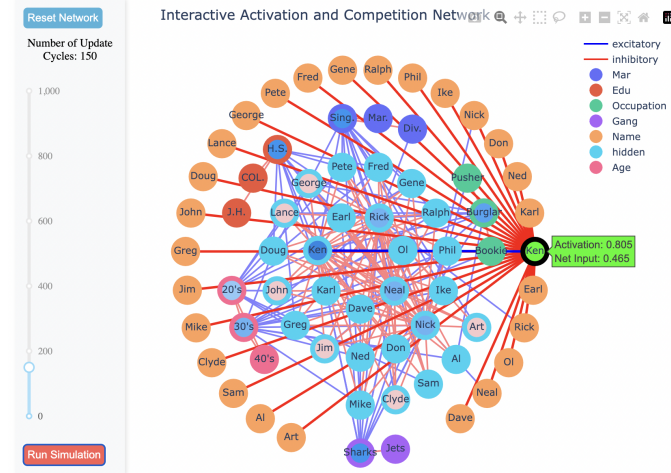 Reset Network
Interactive Activation and Competition Network
Number of Update
Cycles: 150
1,000
800
600
400
200
0
Run Simulation
excitatory
inhibitory
Mar
Edu
Occupation
Gang
Name
hidden
Age
Gene
Ralph
Fred
Phil
Pete
Ike
George
Sing.
Mar.
Div.
Nick
Lance
H.S.
Don
Pete
Fred
Doug
COL.
George
Gene
Pusher
Ned
John
J.H.
Lance
Earl
Rick
Ralph
Burglar
Karl
Greg
Doug
Ken
Ol
Phil
Bookie
Ken
Activation: 0.805
Net Input: 0.465
Jim
20's
John
Karl
Neal
Ike
Earl
Dave
Mike
30's
Greg
Nick
Art
Rick
Clyde
40's
Jim
Ned
Don
Al
Ol
Sam
Mike
Clyde
Sam
Neal
Al
Dave
Art
Sharks
Jets